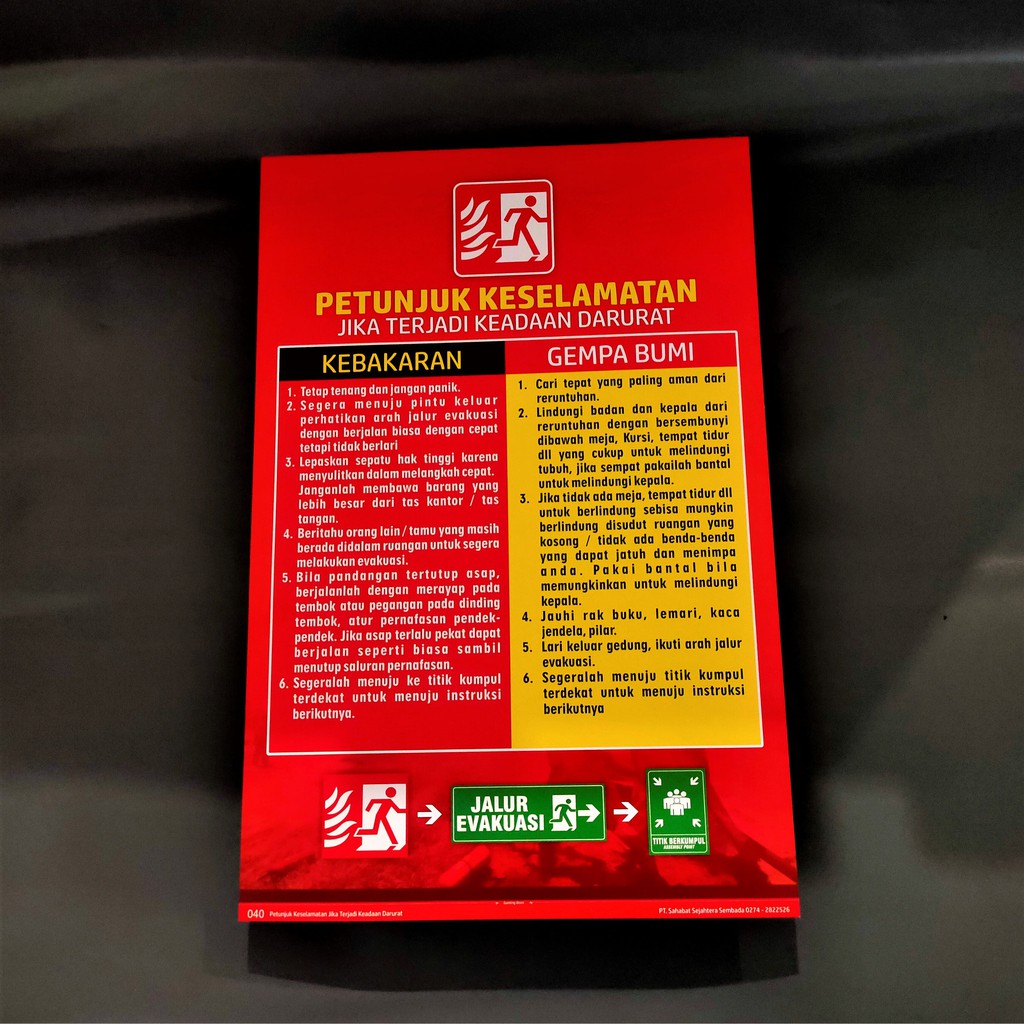 PETUNJUK KESELAMATAN
JIKA TERJADI KEADAAN DARURAT
KEBAKARAN
1. Tetap tenang dan jangan panik.
2. Segera menuju pintu keluar
perhatikan arah jalur evakuasi
dengan berjalan biasa dengan cepat
tetapi tidak berlari
3. Lepaskan sepatu hak tinggi karena
menyulitkan dalam melangkah cepat.
Janganlah membawa barang yang
lebih besar dari tas kantor / tas
tangan.
4. Beritahu orang lain / tamu yang masih
berada didalam ruangan untuk segera
melakukan evakuasi.
5. Bila pandangan tertutup asap,
berjalanlah dengan merayap pada
tembok atau pegangan pada dinding
tembok, atur pernafasan pendek-
pendek. Jika asap terlalu pekat dapat
berjalan seperti biasa sambil
menutup saluran pernafasan.
6. Segeralah menuju ke titik kumpul
terdekat untuk menuju instruksi
berikutnya.
GEMPA BUMI
1. Cari tepat yang paling aman dari
reruntuhan.
2. Lindungi badan dan kepala dari
reruntuhan dengan bersembunyi
dibawah meja, Kursi, tempat tidur
dll yang cukup untuk melindungi
tubuh, jika sempat pakailah bantal
untuk melindungi kepala.
3. Jika tidak ada meja, tempat tidur dll
untuk berlindung sebisa mungkin
berlindung disudut ruangan yang
kosong / tidak ada benda-benda
yang dapat jatuh dan menimpa
anda. Pakai bantal bila
memungkinkan untuk melindungi
kepala.
4. Jauhi rak buku, lemari, kaca
jendela, pilar.
5. Lari keluar gedung, ikuti arah jalur
evakuasi.
6. Segeralah menuju titik kumpul
terdekat untuk menuju instruksi
berikutnya
JALUR
EVAKUASI
TITIK BERKUMPUL
ASSEMBLY POINT
040 Petunjuk Keselamatan Jika Terjadi Keadaan Darurat
PT. Sahabat Sejahtera Sembada 0274 - 2822526